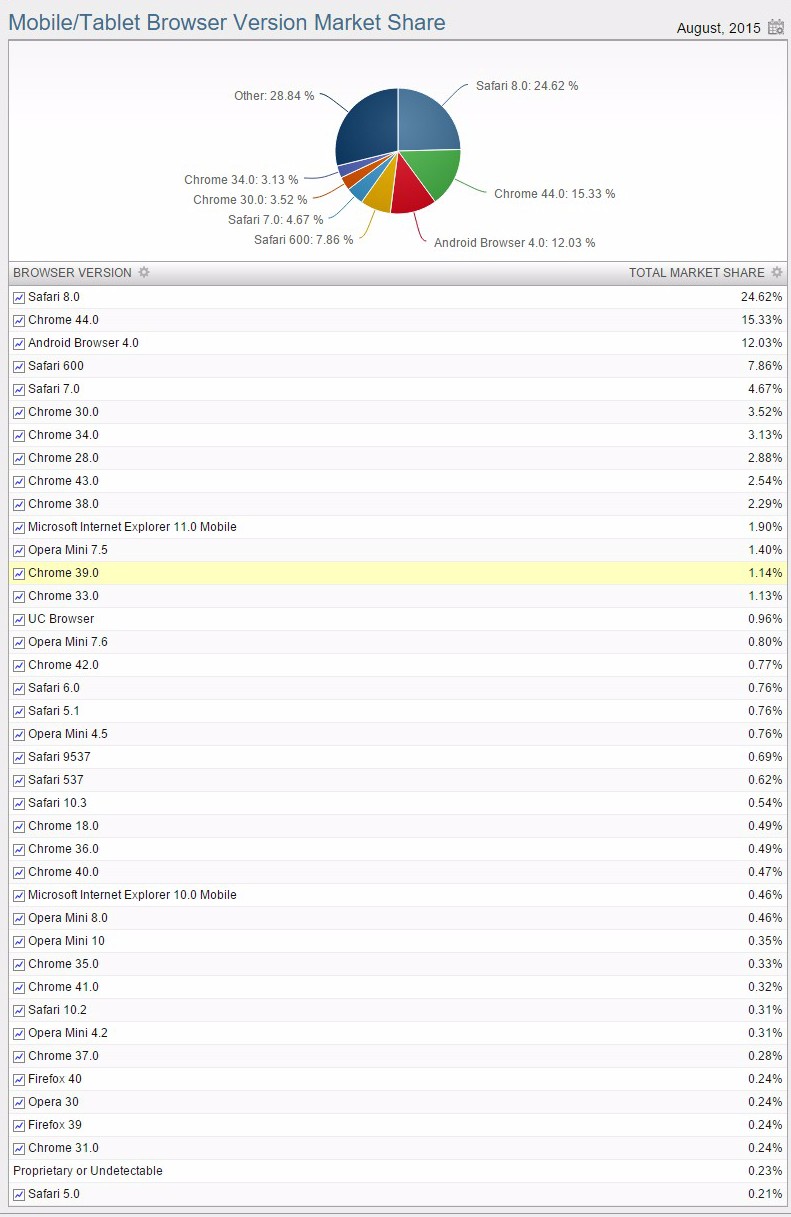 Mobile/Tablet Browser Version Market Share
August, 2015
Other: 28.84 %
Safari 8.0: 24.62 %
Chrome 34.0: 3.13 %
Chrome 30.0: 3.52 %
Chrome 44.0: 15.33 %
Safari 7.0: 4.67 %
Safari 600: 7.86 %
Android Browser 4.0: 12.03 %
BROWSER VERSION TOTAL MARKET SHARE
Safari 8.0 24.62%
Chrome 44.0 15.33%
Android Browser 4.0 12.03%
Safari 600 7.86%
Safari 7.0 4.67%
Chrome 30.0 3.52%
Chrome 34.0 3.13%
Chrome 28.0 2.88%
Chrome 43.0 2.54%
Chrome 38.0 2.29%
Microsoft Internet Explorer 11.0 Mobile 1.90%
Opera Mini 7.5 1.40%
Chrome 39.0 1.14%
Chrome 33.0 1.13%
UC Browser 0.96%
Opera Mini 7.6 0.80%
Chrome 42.0 0.77%
Safari 6.0 0.76%
Safari 5.1 0.76%
Opera Mini 4.5 0.76%
Safari 9537 0.69%
Safari 537 0.62%
Safari 10.3 0.54%
Chrome 18.0 0.49%
Chrome 36.0 0.49%
Chrome 40.0 0.47%
Microsoft Internet Explorer 10.0 Mobile 0.46%
Opera Mini 8.0 0.46%
Opera Mini 10 0.35%
Chrome 35.0 0.33%
Chrome 41.0 0.32%
Safari 10.2 0.31%
Opera Mini 4.2 0.31%
Chrome 37.0 0.28%
Firefox 40 0.24%
Opera 30 0.24%
Firefox 39 0.24%
Chrome 31.0 0.24%
Proprietary or Undetectable 0.23%
Safari 5.0 0.21%